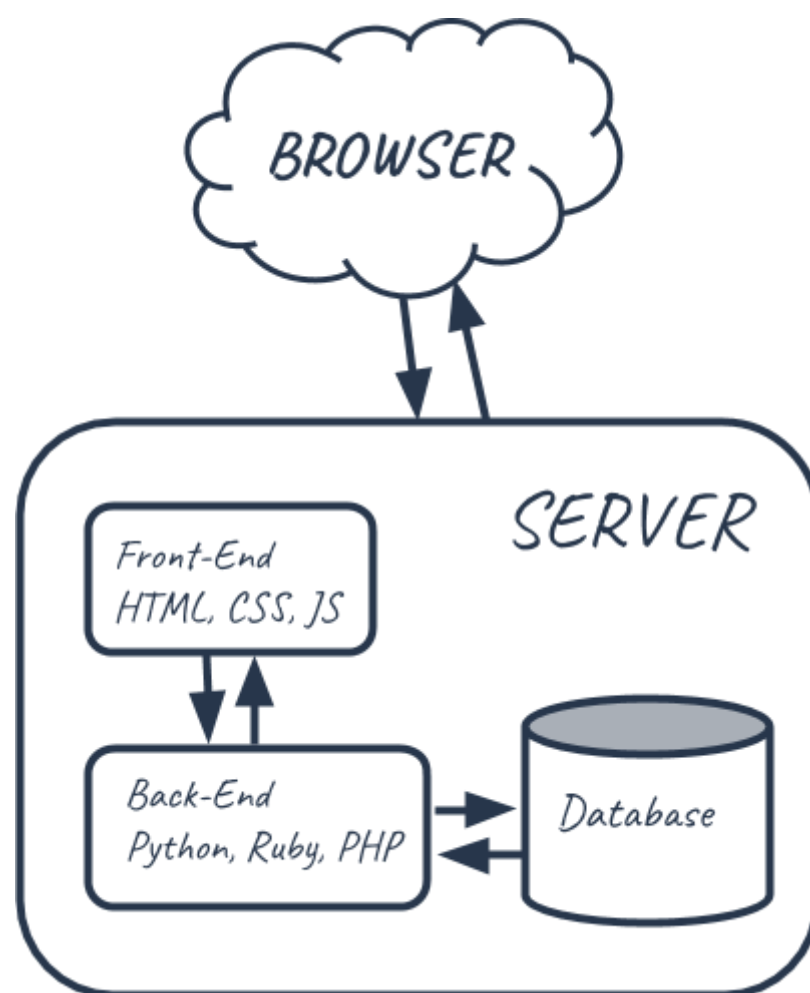 BROWSER
SERVER
Front-End
HTML, CSS, JS
Back-End
Python, Ruby, PHP
Database